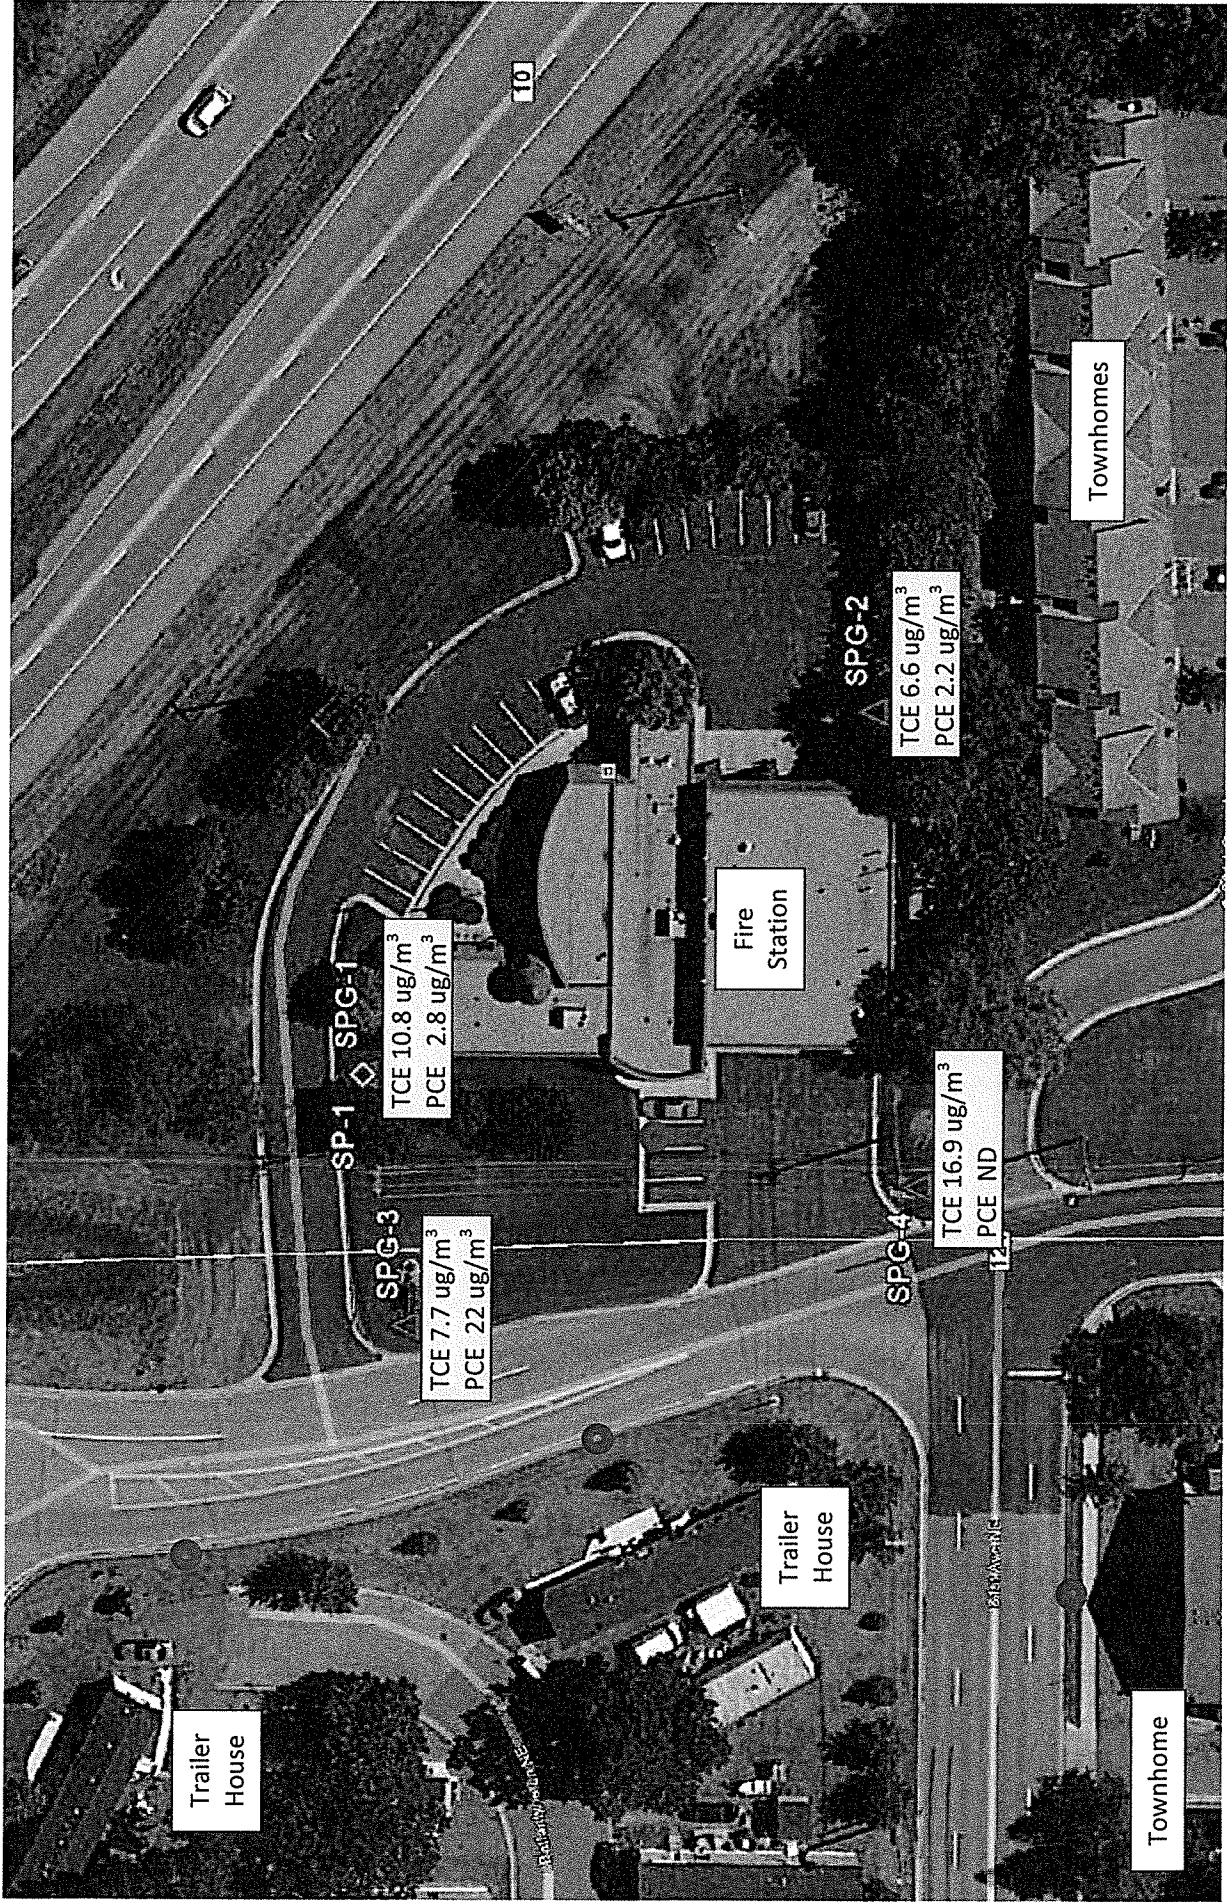 Trailer
House
SPG-3
TCE 7.7 ug/m³
PCE 22 ug/m³
SP-1
SPG-1
TCE 10.8 ug/m³
PCE 2.8 ug/m³
10
Trailer
House
Fire
Station
SPG-2
TCE 6.6 ug/m³
PCE 2.2 ug/m³
SPG-4
TCE 16.9 ug/m³
PCE ND
Townhome
Townhomes